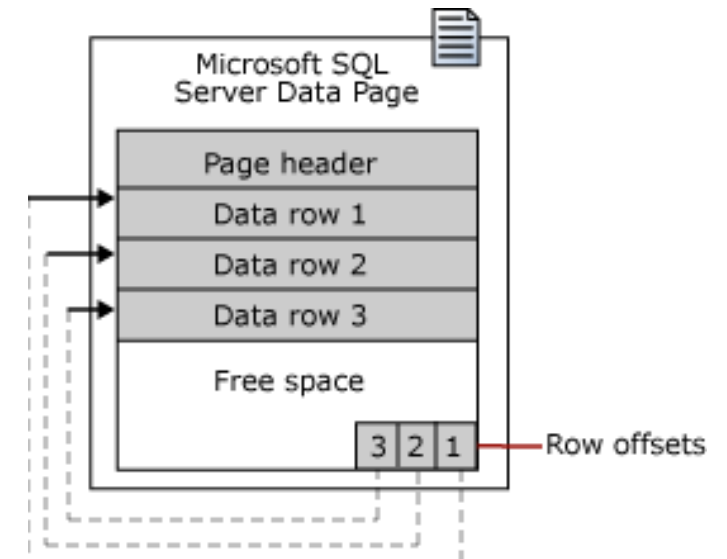 Microsoft SQL
Server Data Page
Page header
Data row 1
Data row 2
Data row 3
Free space
3 2 1
Row offsets